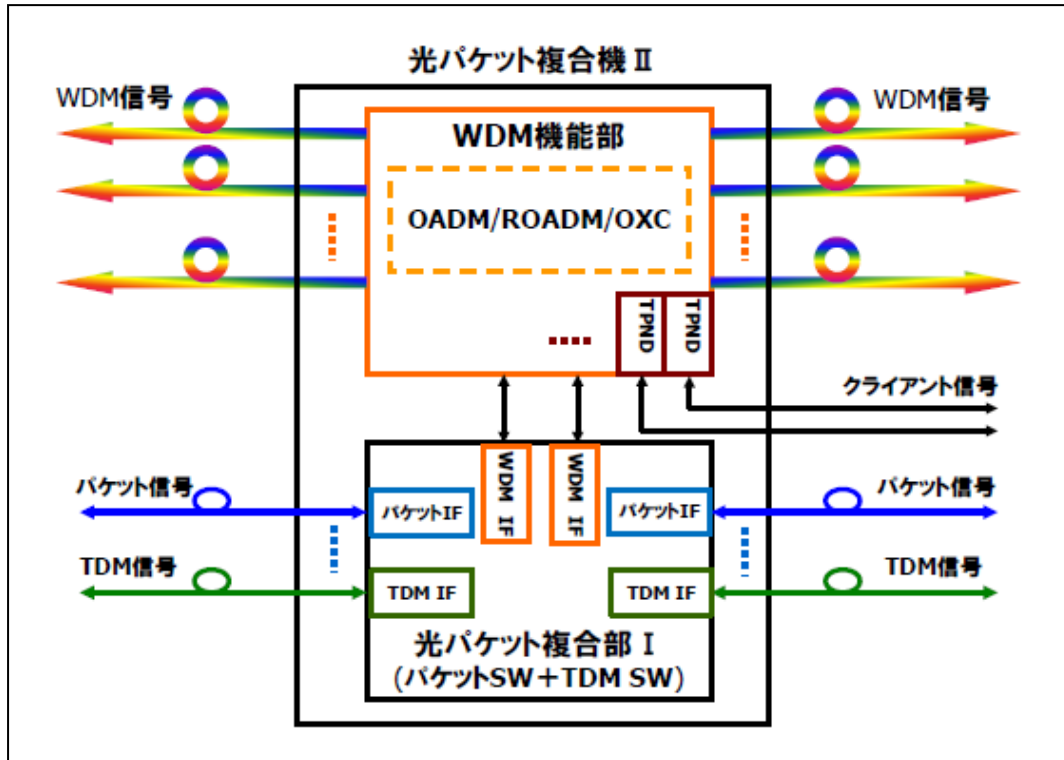 光パケット複合機Ⅱ
WDM信号
WDM信号
WDM機能部
OADM/ROADM/OXC
TPND
TPND
クライアント信号
WDM IF
WDM IF
パケット信号
パケット信号
パケットIF
パケットIF
TDM信号
TDM信号
TDM IF
TDM IF
光パケット複合部Ⅰ
(パケットSW+TDM SW)